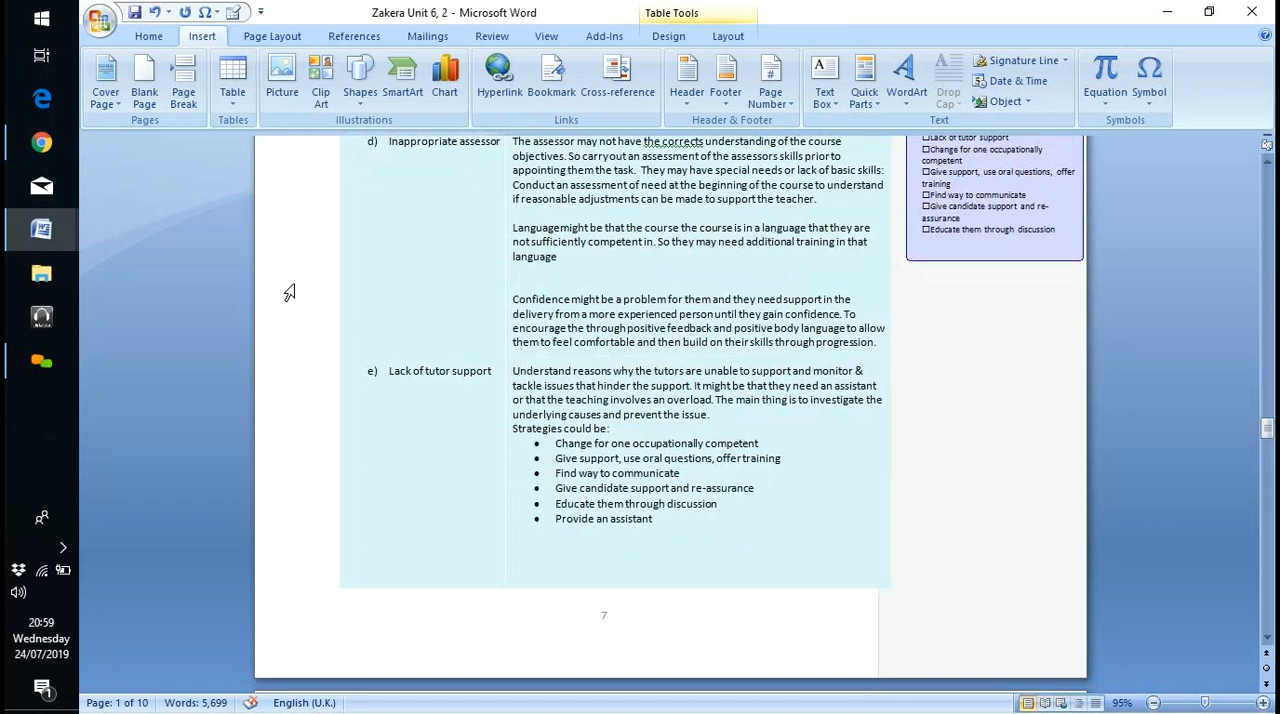 Zakera Unit 6, 2 - Microsoft Word
Table Tools
Home Insert Page Layout References Mailings Review View Add-Ins Design Layout
Cover Page
Blank Page
Page Break
Pages
Table
Tables
Picture
Clip Art
Shapes
SmartArt
Chart
Illustrations
Hyperlink
Bookmark
Cross-reference
Links
Header
Footer
Page Number
Header & Footer
Text Box
Quick Parts
WordArt
Drop Cap
Signature Line
Date & Time
Object
Text
Equation
Symbol
Symbols
d) Inappropriate assessor
The assessor may not have the corrects understanding of the course
objectives. So carry out an assessment of the assessors skills prior to
appointing them the task. They may have special needs or lack of basic skills:
Conduct an assessment of need at the beginning of the course to understand
if reasonable adjustments can be made to support the teacher.
Language might be that the course the course is in a language that they are
not sufficiently competent in. So they may need additional training in that
language
Confidence might be a problem for them and they need support in the
delivery from a more experienced person until they gain confidence. To
encourage the through positive feedback and positive body language to allow
them to feel comfortable and then build on their skills through progression.
e) Lack of tutor support
Understand reasons why the tutors are unable to support and monitor &
tackle issues that hinder the support. It might be that they need an assistant
or that the teaching involves an overload. The main thing is to investigate the
underlying causes and prevent the issue.
Strategies could be:
• Change for one occupationally competent
• Give support, use oral questions, offer training
• Find way to communicate
• Give candidate support and re-assurance
• Educate them through discussion
• Provide an assistant
7
☐Lack of tutor support
☐Change for one occupationally
competent
☐Give support, use oral questions, offer
training
☐Find way to communicate
☐Give candidate support and re-
assurance
☐Educate them through discussion
20:59
Wednesday
24/07/2019
1
Page: 1 of 10 Words: 5,699 English (U.K.) 95%